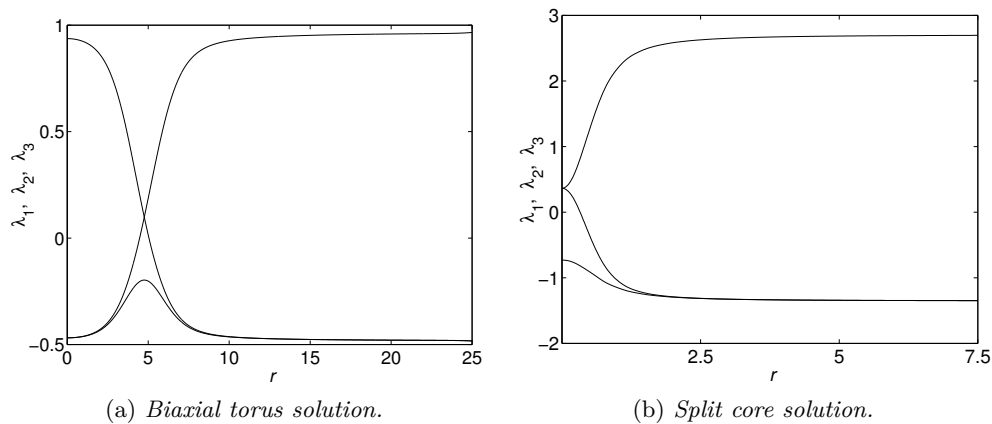 1
0.5
0
−0.5
λ1, λ2, λ3
0 5 10 15 20 25
r
(a) Biaxial torus solution.
3
2
1
0
−1
−2
λ1, λ2, λ3
2.5 5 7.5
r
(b) Split core solution.